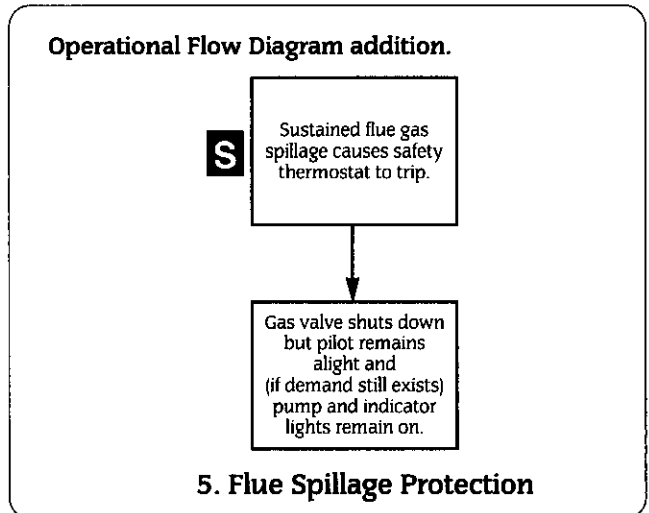 Operational Flow Diagram addition.
S
Sustained flue gas
spillage causes safety
thermostat to trip.
Gas valve shuts down
but pilot remains
alight and
(if demand still exists)
pump and indicator
lights remain on.
5. Flue Spillage Protection